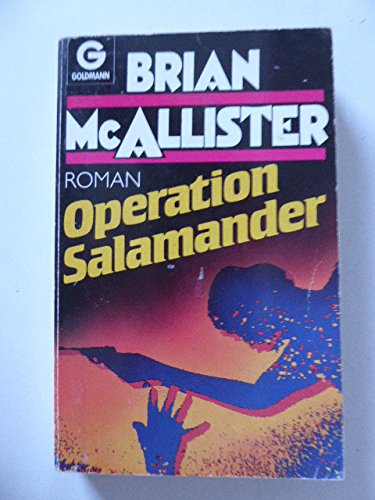 G
GOLDMANN
BRIAN
McALLISTER
ROMAN
Operation
Salamander